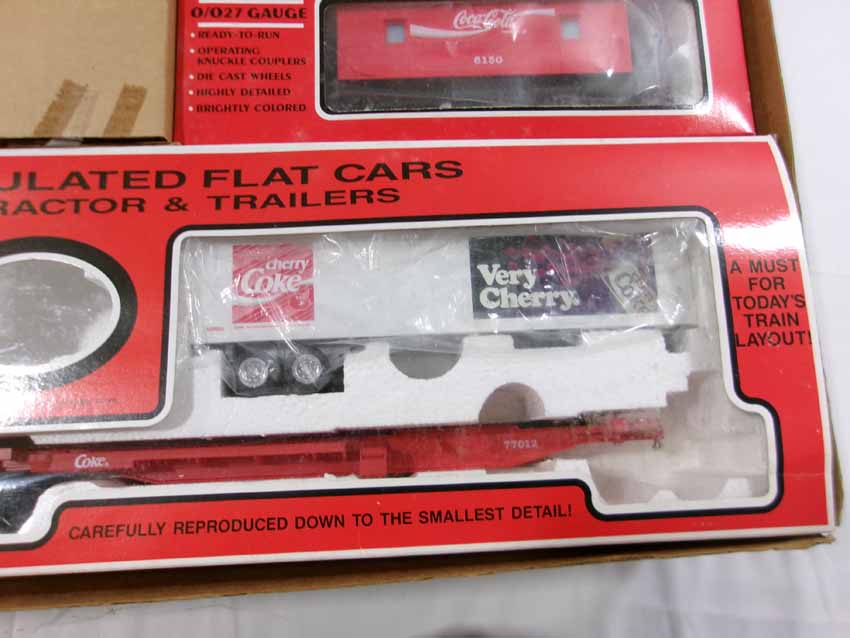 O/O27 GAUGE
• READY-TO-RUN
• OPERATING
KNUCKLE COUPLERS
• DIE CAST WHEELS
• HIGHLY DETAILED
• BRIGHTLY COLORED
Coca-Cola
6150
ULATED FLAT CARS
RACTOR & TRAILERS
cherry
Coke
Very
Cherry.
A MUST
FOR
TODAY'S
TRAIN
LAYOUT!
Coke
77012
CAREFULLY REPRODUCED DOWN TO THE SMALLEST DETAIL!